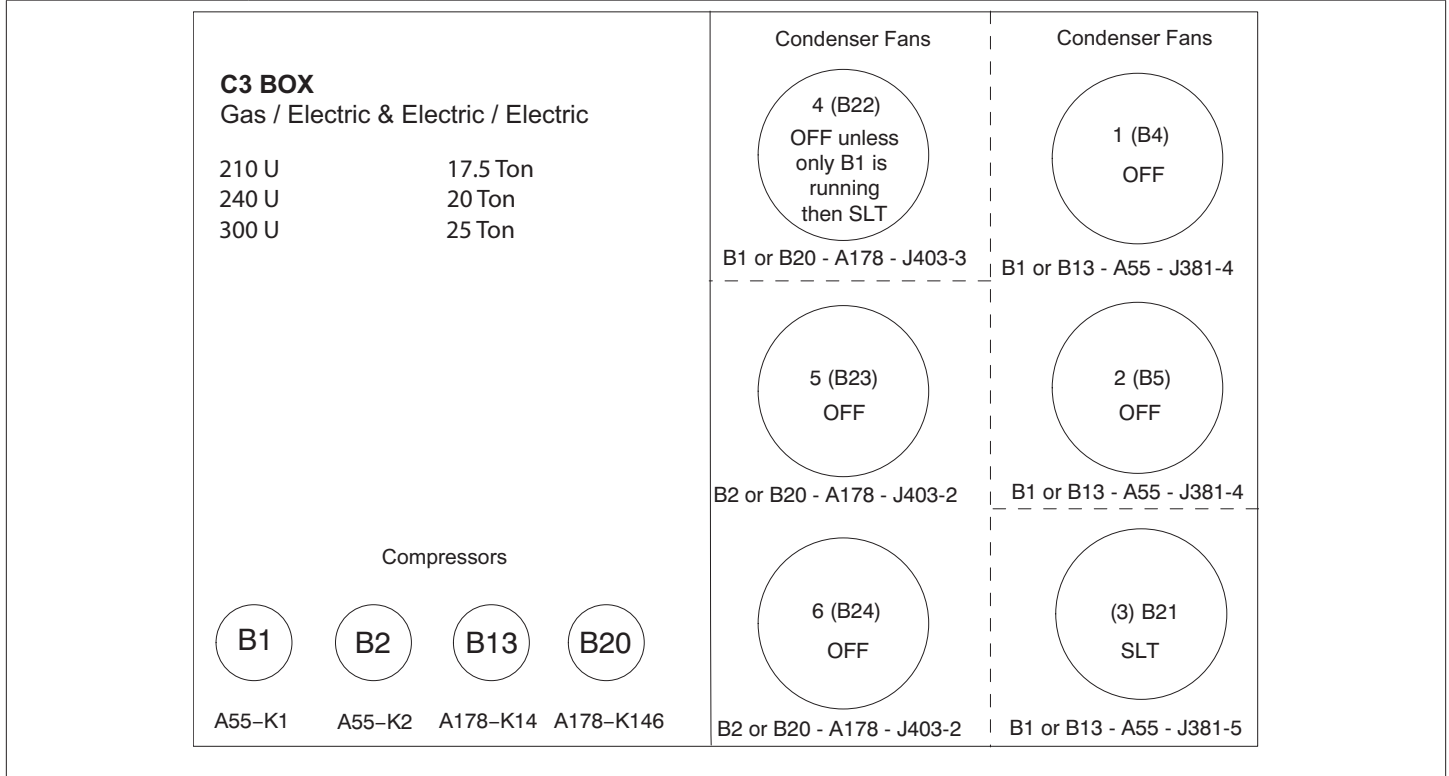 C3 BOX
Gas / Electric & Electric / Electric
210 U 17.5 Ton
240 U 20 Ton
300 U 25 Ton
Compressors
B1 B2 B13 B20
A55–K1 A55–K2 A178–K14 A178–K146
Condenser Fans
4 (B22)
OFF unless
only B1 is
running
then SLT
B1 or B20 - A178 - J403-3
5 (B23)
OFF
B2 or B20 - A178 - J403-2
6 (B24)
OFF
B2 or B20 - A178 - J403-2
Condenser Fans
1 (B4)
OFF
B1 or B13 - A55 - J381-4
2 (B5)
OFF
B1 or B13 - A55 - J381-4
(3) B21
SLT
B1 or B13 - A55 - J381-5